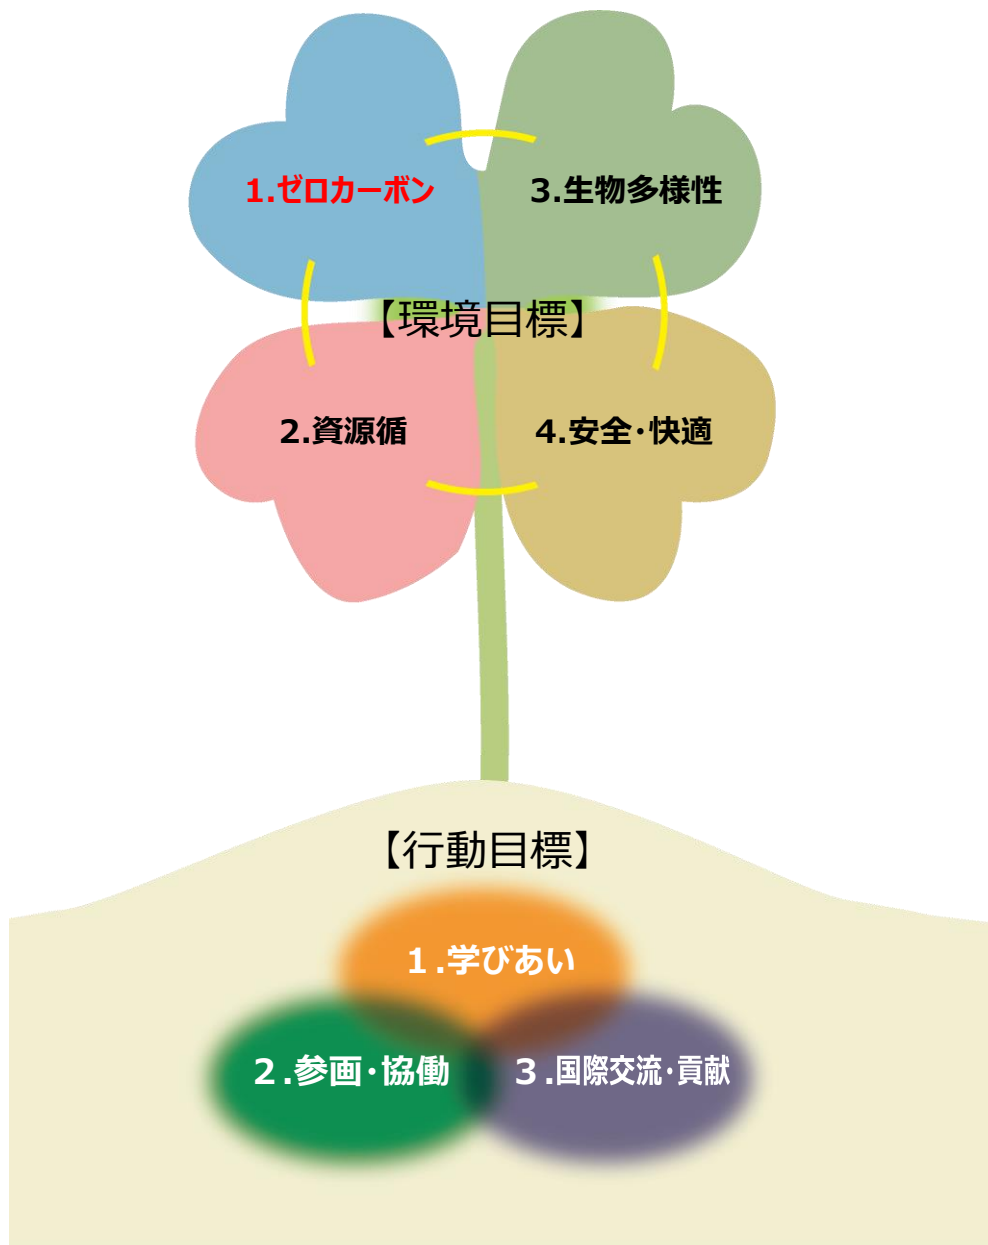 1.ゼロカーボン
3.生物多様性
【環境目標】
2.資源循
4.安全・快適
【行動目標】
１.学びあい
２.参画・協働
３.国際交流・貢献